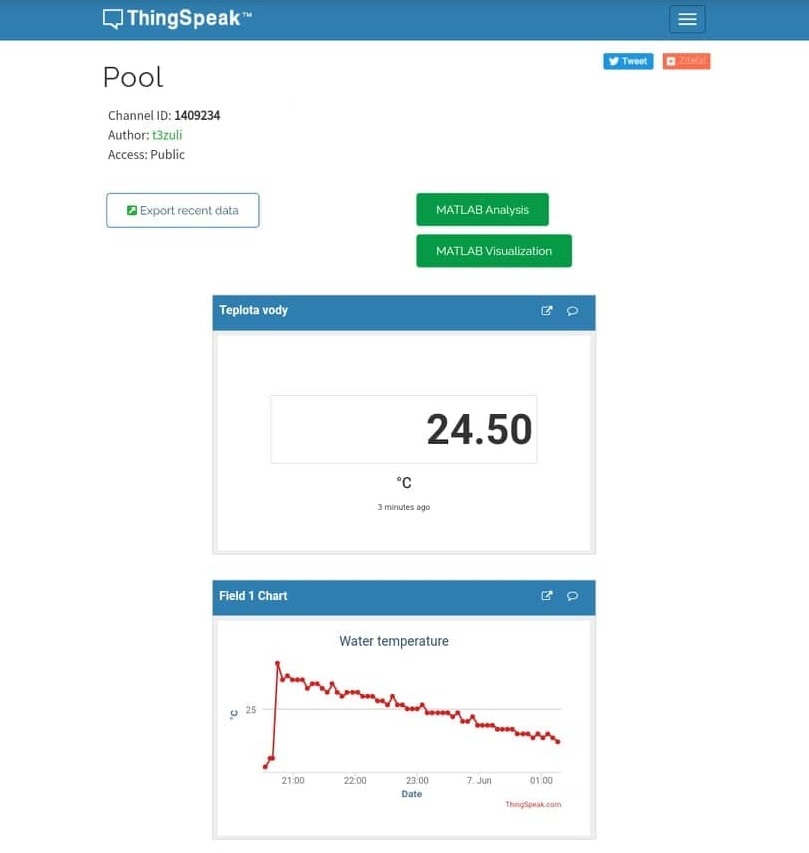 ThingSpeak™
Tweet
Pool
Channel ID: 1409234
Author: t3zuli
Access: Public
Export recent data
MATLAB Analysis
MATLAB Visualization
Teplota vody
24.50
°C
3 minutes ago
Field 1 Chart
Water temperature
°C
25
21:00 22:00 23:00 7. Jun 01:00
Date
ThingSpeak.com